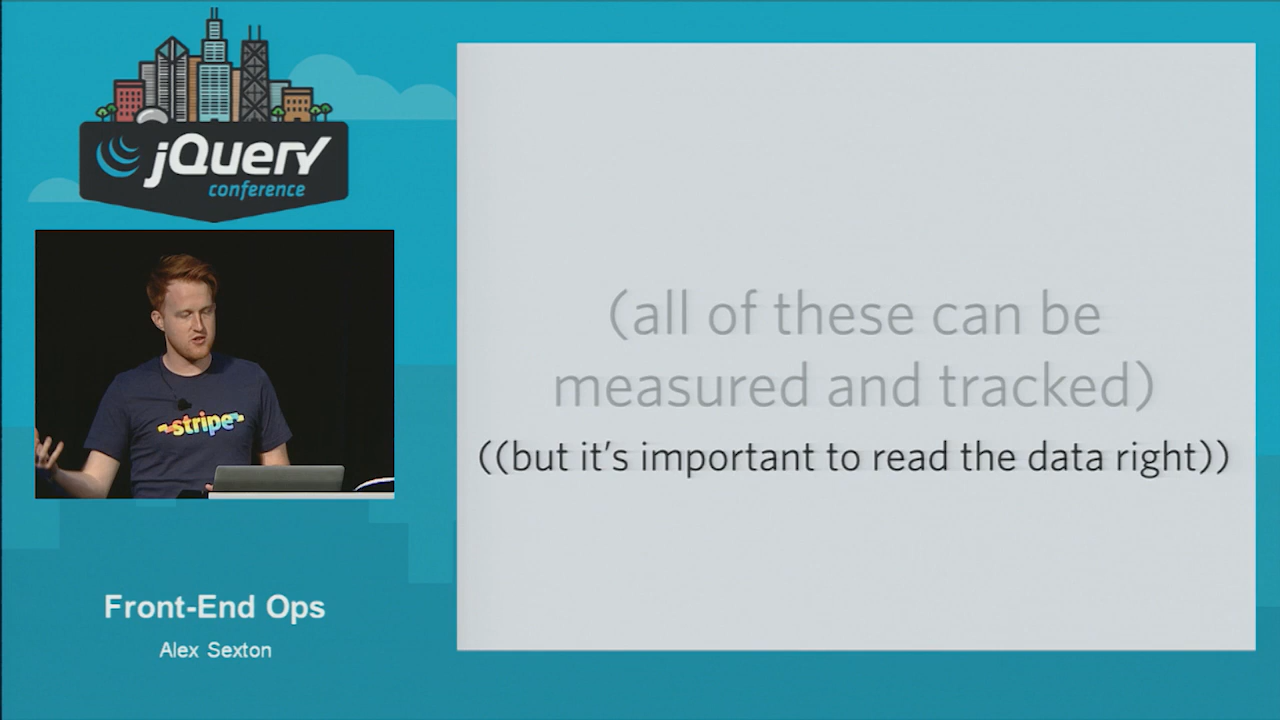 jQuery
conference
stripe
Front-End Ops
Alex Sexton
(all of these can be
measured and tracked)
((but it's important to read the data right))